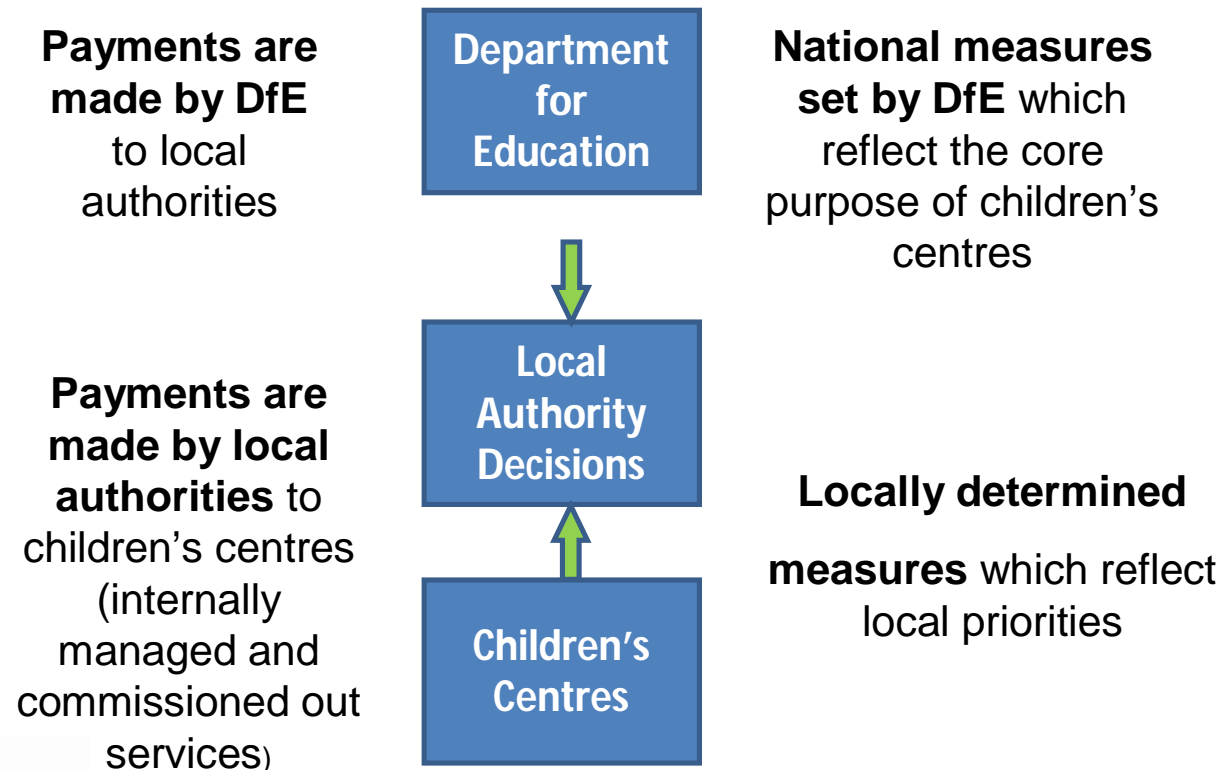 Payments are
made by DfE
to local
authorities
Department
for
Education
National measures
set by DfE which
reflect the core
purpose of children’s
centres
Local
Authority
Decisions
Payments are
made by local
authorities to
children’s centres
(internally
managed and
commissioned out
services)
Locally determined
measures which reflect
local priorities
Children’s
Centres